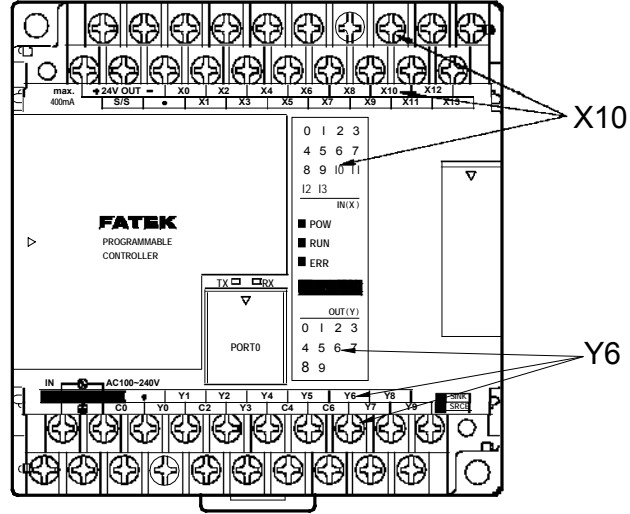 max. +24V OUT - X0 X2 X4 X6 X8 X10 X12
400mA S/S • X1 X3 X5 X7 X9 X11 X13
X10
0 1 2 3
4 5 6 7
8 9 10 11
12 13
IN(X)
FATEK
PROGRAMMABLE
CONTROLLER
POW
RUN
ERR
TX RX
PORT0
OUT(Y)
0 1 2 3
4 5 6 7
8 9
Y6
IN AC100~240V
• Y1 Y2 Y4 Y5 Y6 Y8 SINK
C0 Y0 C2 Y3 C4 C6 Y7 Y9 SRCE